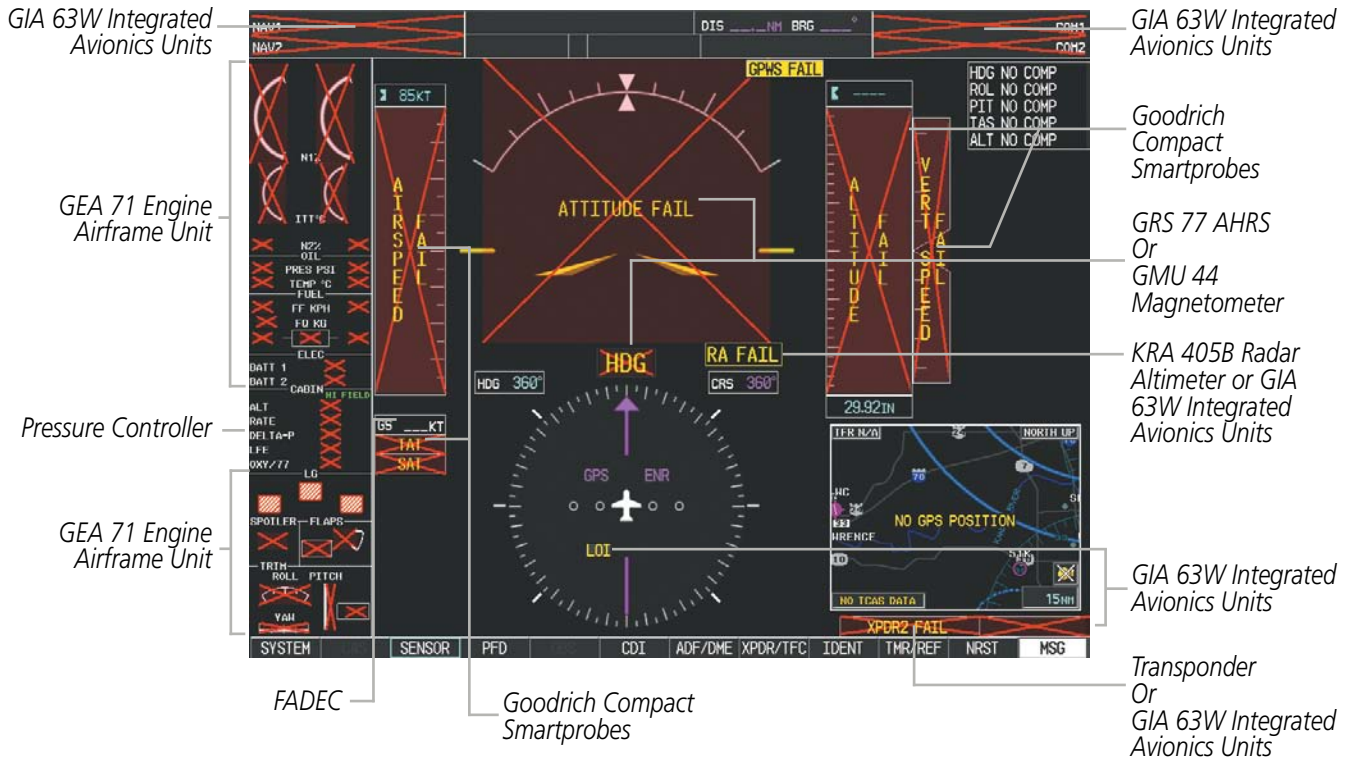 GIA 63W Integrated
Avionics Units
GEA 71 Engine
Airframe Unit
Pressure Controller
GEA 71 Engine
Airframe Unit
NAV1
NAV2
DIS __._NM BRG ___°
COM1
COM2
GPWS FAIL
HDG NO COMP
ROL NO COMP
PIT NO COMP
IAS NO COMP
ALT NO COMP
N1%
ITT°C
N2%
OIL
PRES PSI
TEMP °C
FUEL
FF KPH
FQ KG
ELEC
BATT 1
BATT 2
CABIN
HI FIELD
ALT
RATE
DELTA-P
LFE
OXY/77
LG
SPOILER
FLAPS
TRIM
ROLL PITCH
YAW
85KT
AIRSPEED
FAIL
GS ___KT
TAT
SAT
ATTITUDE FAIL
HDG
RA FAIL
HDG 360°
CRS 360°
GPS ENR
LOI
----
ALTITUDE
FAIL
29.92IN
VERT SPEED
FAIL
TFR N/A
NORTH UP
70
7
33
WRENCE
NO GPS POSITION
10
NO TCAS DATA
15NM
XPDR2 FAIL
SYSTEM
SENSOR
PFD
OBS
CDI
ADF/DME
XPDR/TFC
IDENT
TMR/REF
NRST
MSG
FADEC
Goodrich Compact
Smartprobes
GIA 63W Integrated
Avionics Units
Goodrich
Compact
Smartprobes
GRS 77 AHRS
Or
GMU 44
Magnetometer
KRA 405B Radar
Altimeter or GIA
63W Integrated
Avionics Units
GIA 63W Integrated
Avionics Units
Transponder
Or
GIA 63W Integrated
Avionics Units